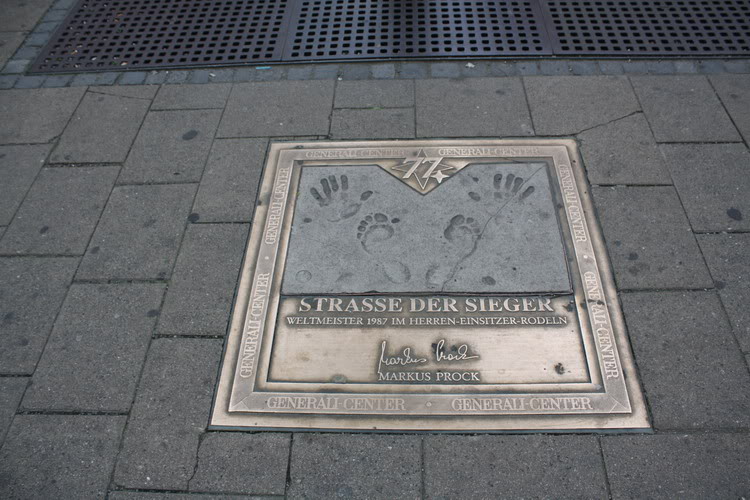 GENERALI-CENTER GENERALI-CENTER
77
GENERALI-CENTER
GENERALI-CENTER
GENERALI-CENTER
GENERALI-CENTER
STRASSE DER SIEGER
WELTMEISTER 1987 IM HERREN-EINSITZER-RODELN
Markus Prock
MARKUS PROCK
GENERALI-CENTER GENERALI-CENTER